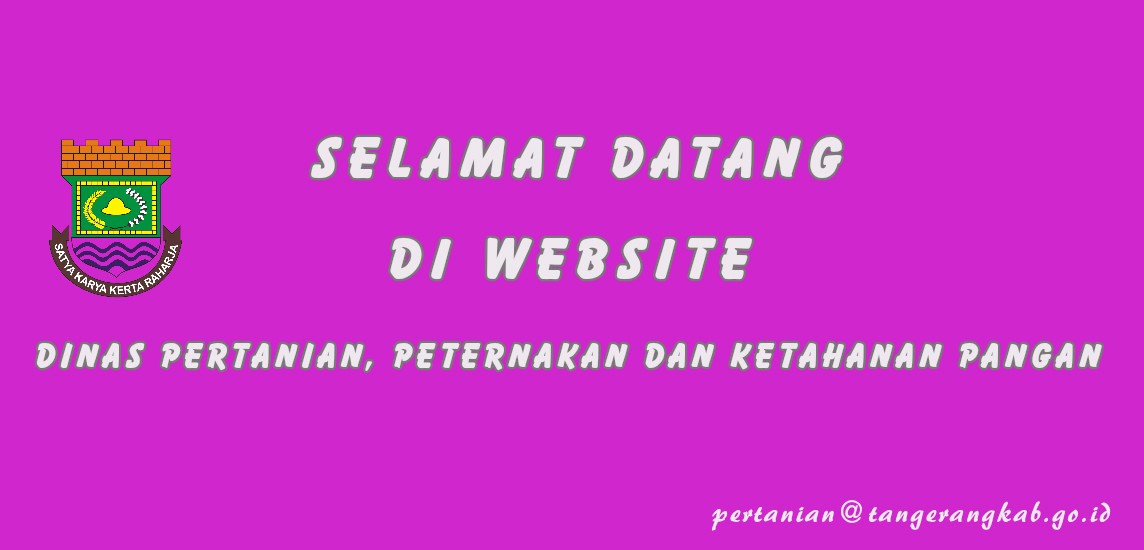 SELAMAT DATANG
DI WEBSITE
DINAS PERTANIAN, PETERNAKAN DAN KETAHANAN PANGAN
SATYA KARYA KERTA RAHARJA
pertanian@tangerangkab.go.id